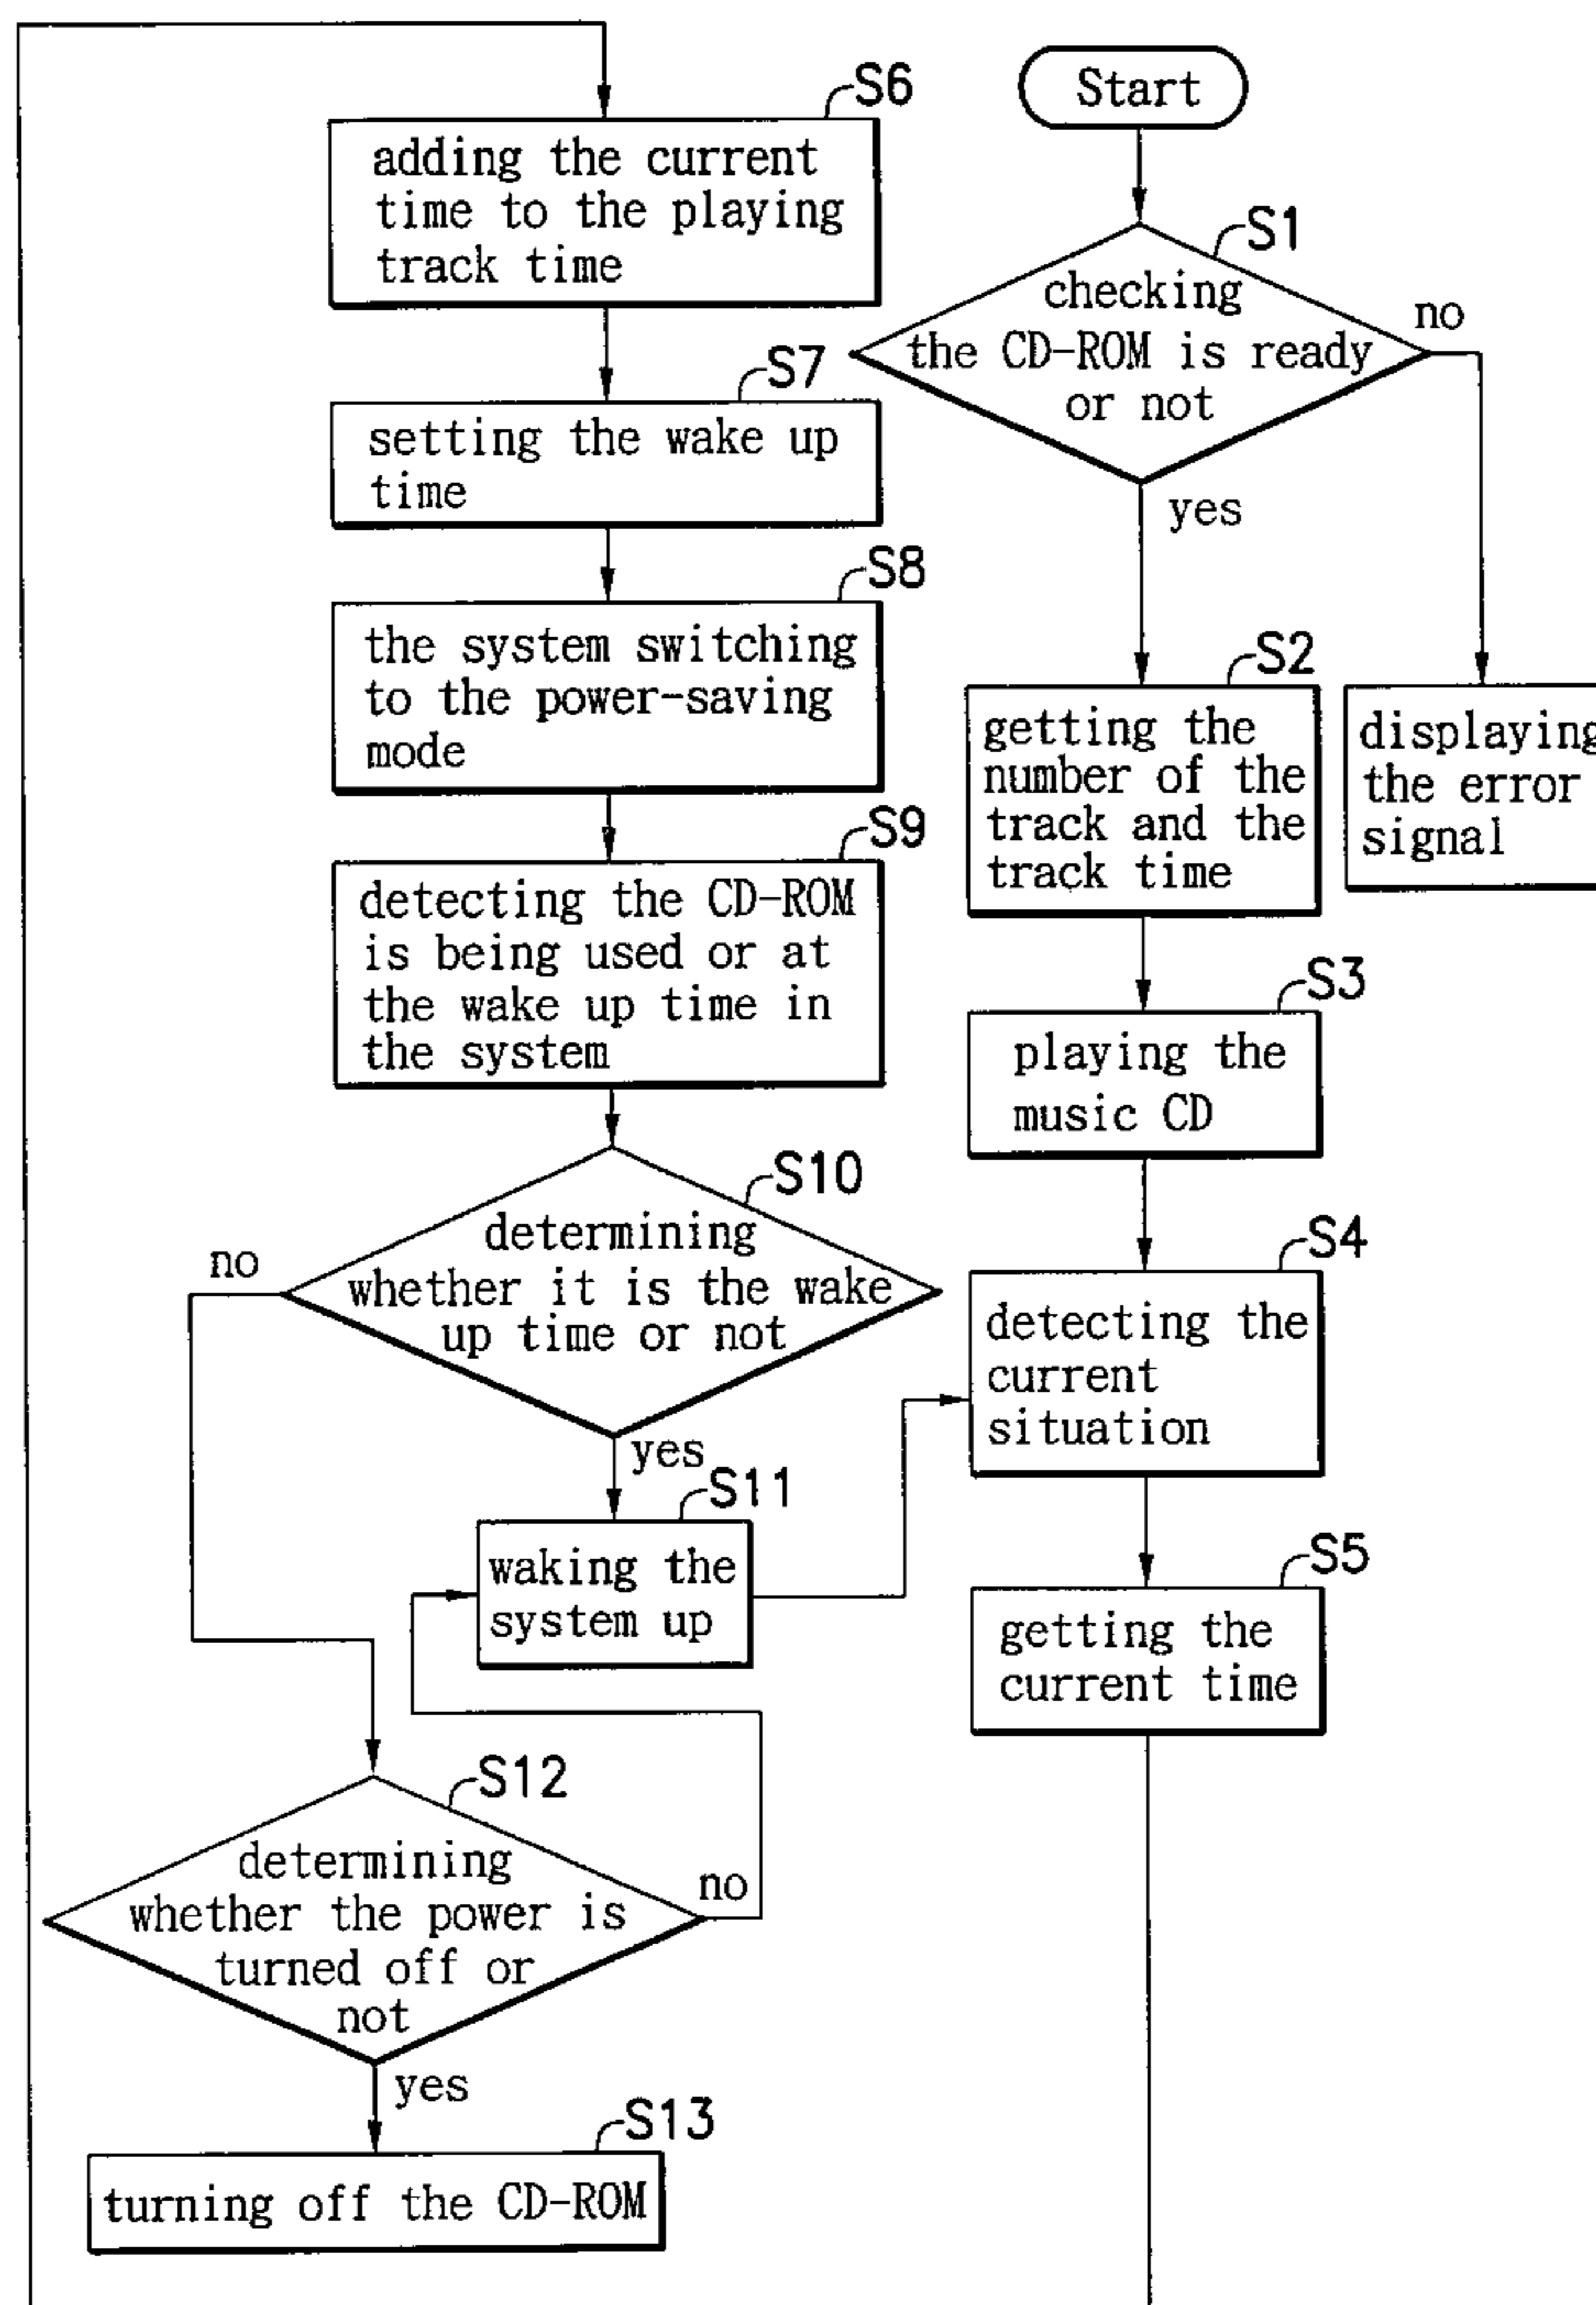 Start
S1
checking
the CD-ROM is ready
or not
no
yes
S2
getting the
number of the
track and the
track time
displaying
the error
signal
S3
playing the
music CD
S4
detecting the
current
situation
S5
getting the
current time
S6
adding the current
time to the playing
track time
S7
setting the wake up
time
S8
the system switching
to the power-saving
mode
S9
detecting the CD-ROM
is being used or at
the wake up time in
the system
S10
determining
whether it is the wake
up time or not
no
yes
S11
waking the
system up
S12
determining
whether the power is
turned off or
not
no
yes
S13
turning off the CD-ROM